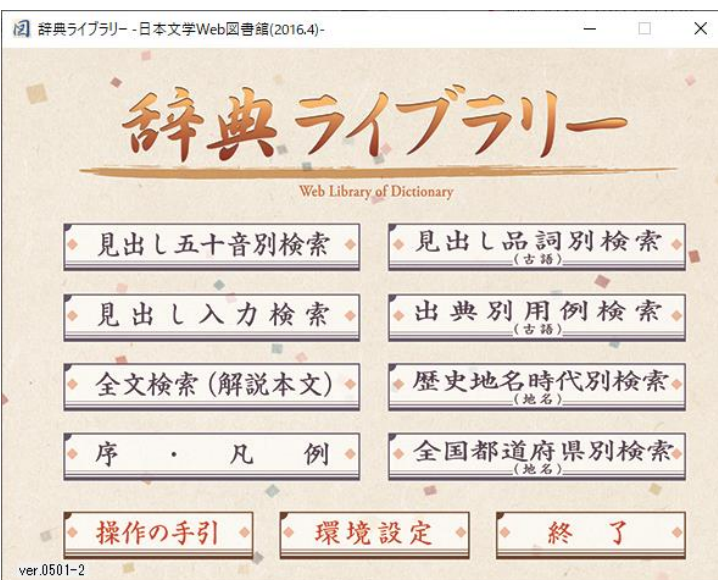 辞典ライブラリー -日本文学Web図書館(2016.4)-
辞典ライブラリー
Web Library of Dictionary
見出し五十音別検索
見出し品詞別検索
(古語)
見出し入力検索
出典別用例検索
(古語)
全文検索(解説本文)
歴史地名時代別検索
(地名)
序・凡例
全国都道府県別検索
(地名)
操作の手引
環境設定
終了
ver.0501-2